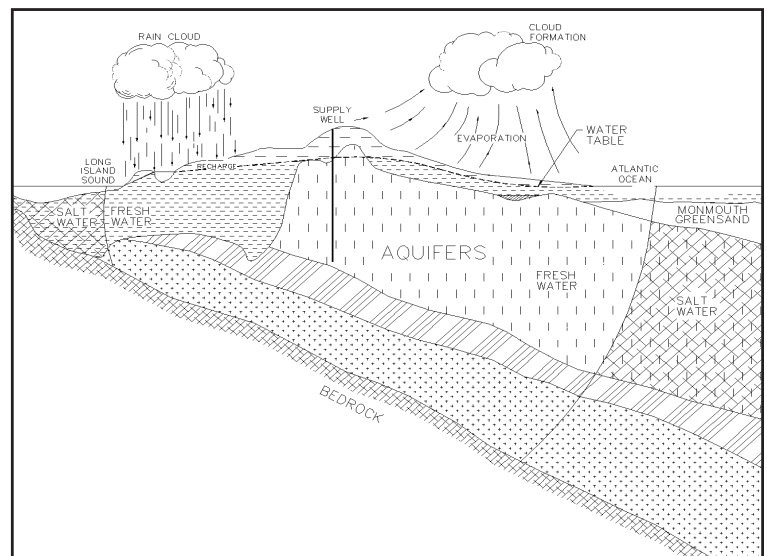 RAIN CLOUD
CLOUD
FORMATION
SUPPLY
WELL
EVAPORATION
WATER
TABLE
LONG
ISLAND
SOUND
RECHARGE
ATLANTIC
OCEAN
SALT
WATER
FRESH
WATER
MONMOUTH
GREENSAND
AQUIFERS
FRESH
WATER
SALT
WATER
BEDROCK